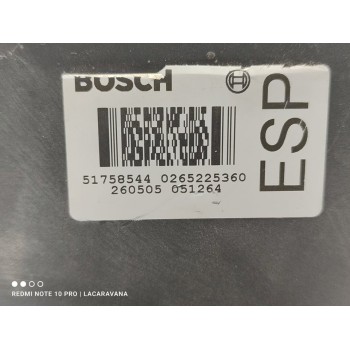 BOSCH
ESP
51758544 0265225360
260505 051264
REDMI NOTE 10 PRO | LACARAVANA